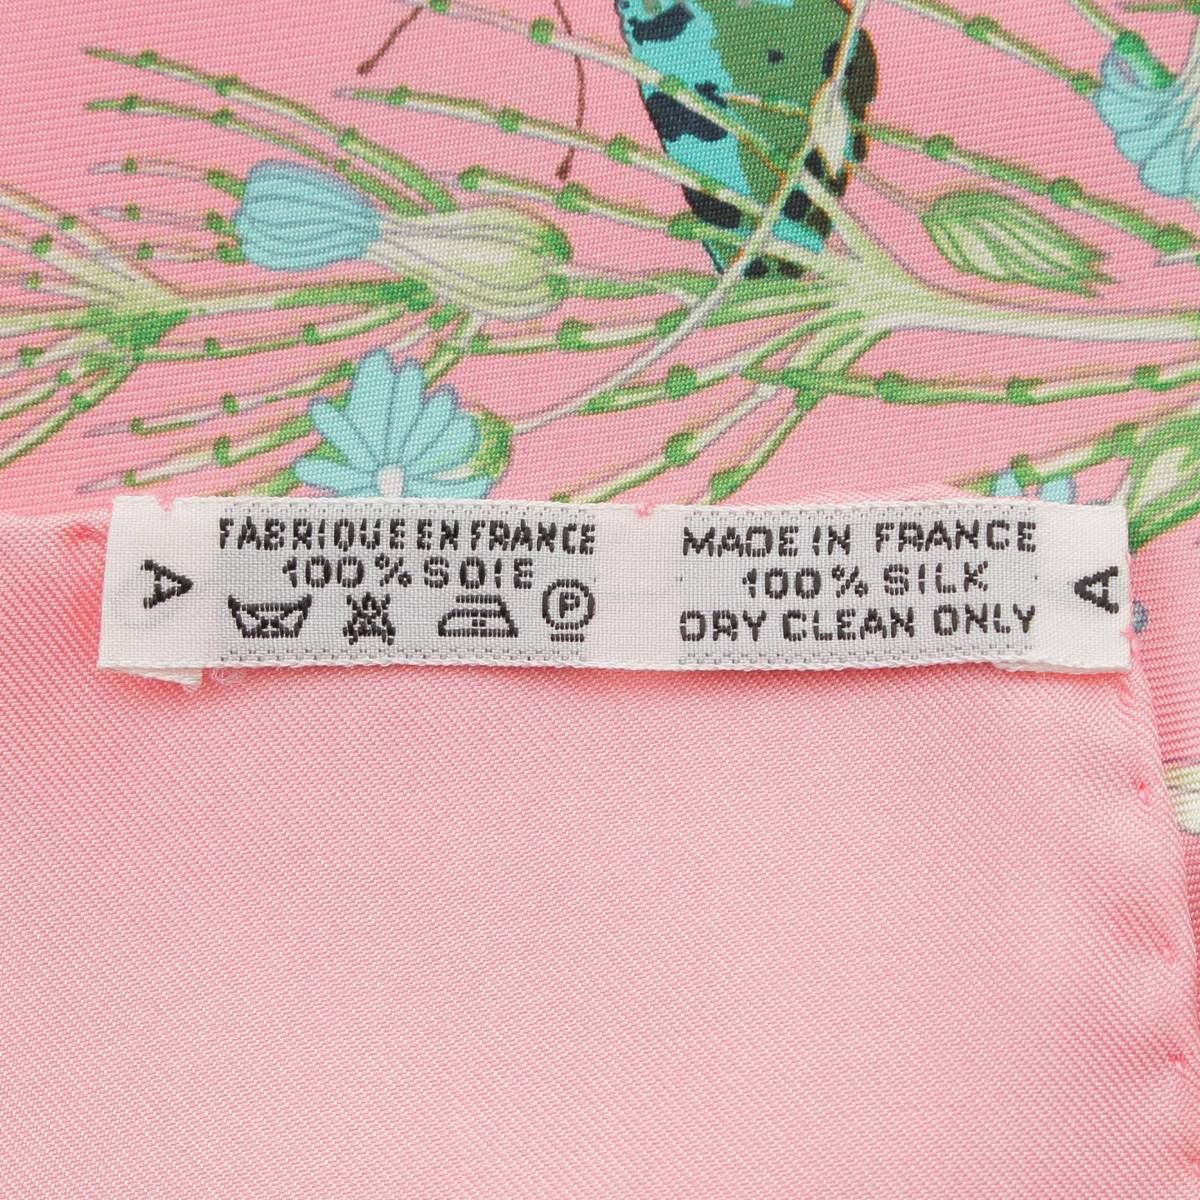 A
FABRIQUE EN FRANCE
100% SOIE
P
MADE IN FRANCE
100% SILK
DRY CLEAN ONLY
A